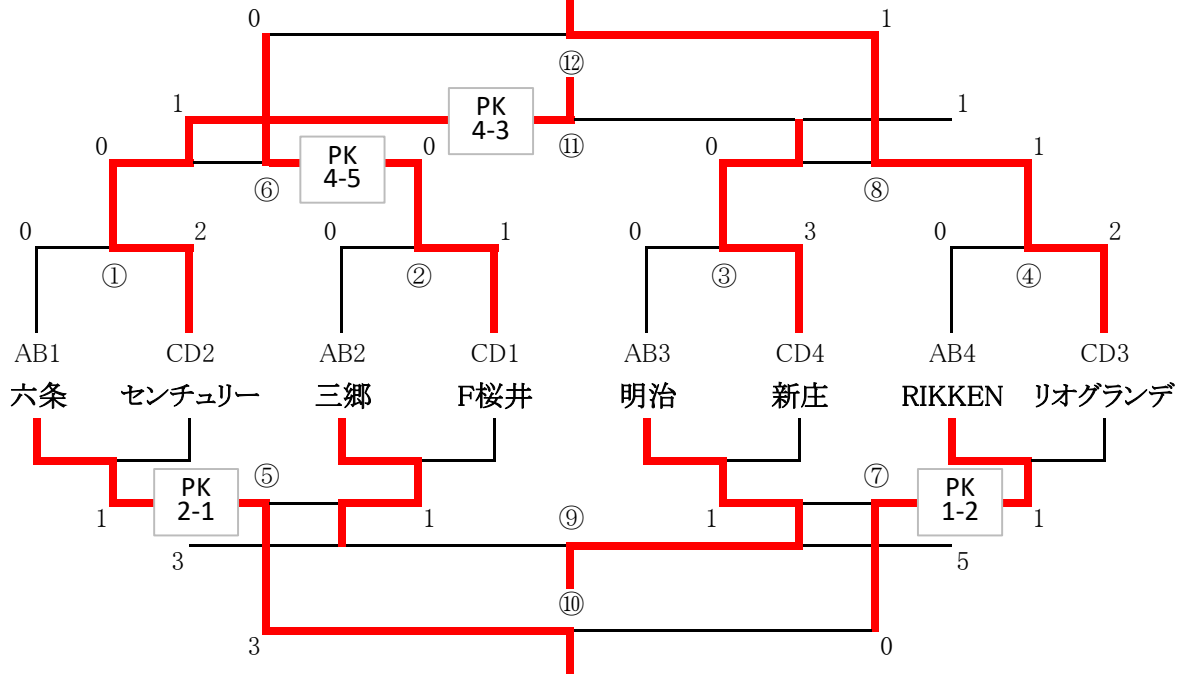 0 1
⑫
1 PK 4-3 1
⑪
0 PK 4-5 0 0 1
⑥ ⑧
0 2 0 1 0 3 0 2
① ② ③ ④
AB1 CD2 AB2 CD1 AB3 CD4 AB4 CD3
六条 センチュリー 三郷 F桜井 明治 新庄 RIKKEN リオグランデ
⑤ ⑦
1 PK 2-1 1 ⑨ 1 PK 1-2 1
3 5
⑩
3 0